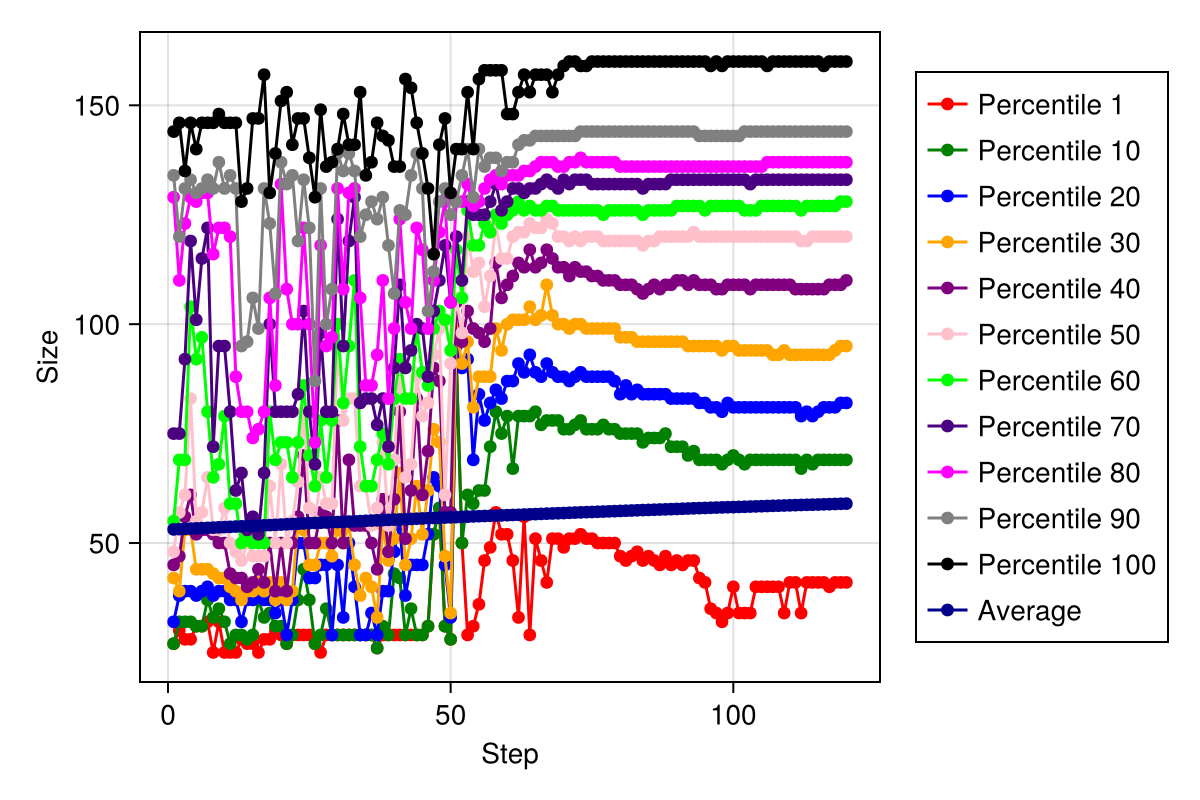 150
100
50
Size
0
50
100
Step
Percentile 1
Percentile 10
Percentile 20
Percentile 30
Percentile 40
Percentile 50
Percentile 60
Percentile 70
Percentile 80
Percentile 90
Percentile 100
Average